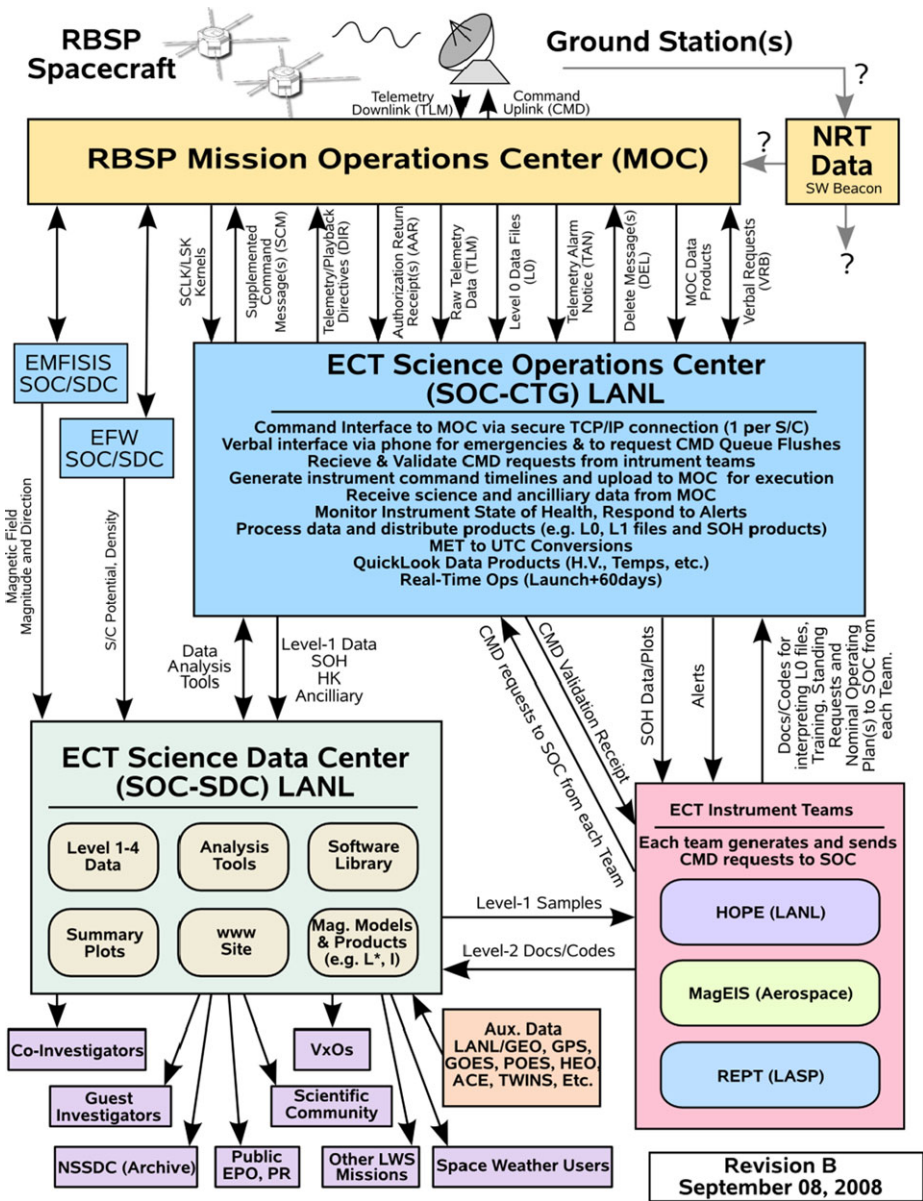 RBSP
Spacecraft
Ground Station(s)
Telemetry
Downlink (TLM)
Command
Uplink (CMD)
?
RBSP Mission Operations Center (MOC)
?
NRT
Data
SW Beacon
?
SCLK/LSK
Kernels
Supplemented
Command
Message(s) (SCM)
Telemetry/Playback
Directives (DIR)
Authorization Return
Receipt(s) (AAR)
Raw Telemetry
Data (TLM)
Level 0 Data Files
(L0)
Telemetry Alarm
Notice (TAN)
Delete Message(s)
(DEL)
MOC Data
Products
Verbal Requests
(VRB)
EMFISIS
SOC/SDC
EFW
SOC/SDC
ECT Science Operations Center
(SOC-CTG) LANL
Command Interface to MOC via secure TCP/IP connection (1 per S/C)
Verbal interface via phone for emergencies & to request CMD Queue Flushes
Recieve & Validate CMD requests from intrument teams
Generate instrument command timelines and upload to MOC for execution
Receive science and ancilliary data from MOC
Monitor Instrument State of Health, Respond to Alerts
Process data and distribute products (e.g. L0, L1 files and SOH products)
MET to UTC Conversions
QuickLook Data Products (H.V., Temps, etc.)
Real-Time Ops (Launch+60days)
Magnetic Field
Magnitude and Direction
S/C Potential, Density
Data
Analysis
Tools
Level-1 Data
SOH
HK
Ancilliary
CMD requests to SOC from each Team
CMD Validation Receipt
SOH Data/Plots
Alerts
Docs/Codes for
interpreting L0 files,
Training, Standing
Requests and
Nominal Operating
Plan(s) to SOC from
each Team.
ECT Science Data Center
(SOC-SDC) LANL
Level 1-4
Data
Analysis
Tools
Software
Library
Summary
Plots
www
Site
Mag. Models
& Products
(e.g. L*, I)
Level-1 Samples
Level-2 Docs/Codes
ECT Instrument Teams
Each team generates and sends
CMD requests to SOC
HOPE (LANL)
MagEIS (Aerospace)
REPT (LASP)
Co-Investigators
VxOs
Aux. Data
LANL/GEO, GPS,
GOES, POES, HEO,
ACE, TWINS, Etc.
Guest
Investigators
Scientific
Community
NSSDC (Archive)
Public
EPO, PR
Other LWS
Missions
Space Weather Users
Revision B
September 08, 2008